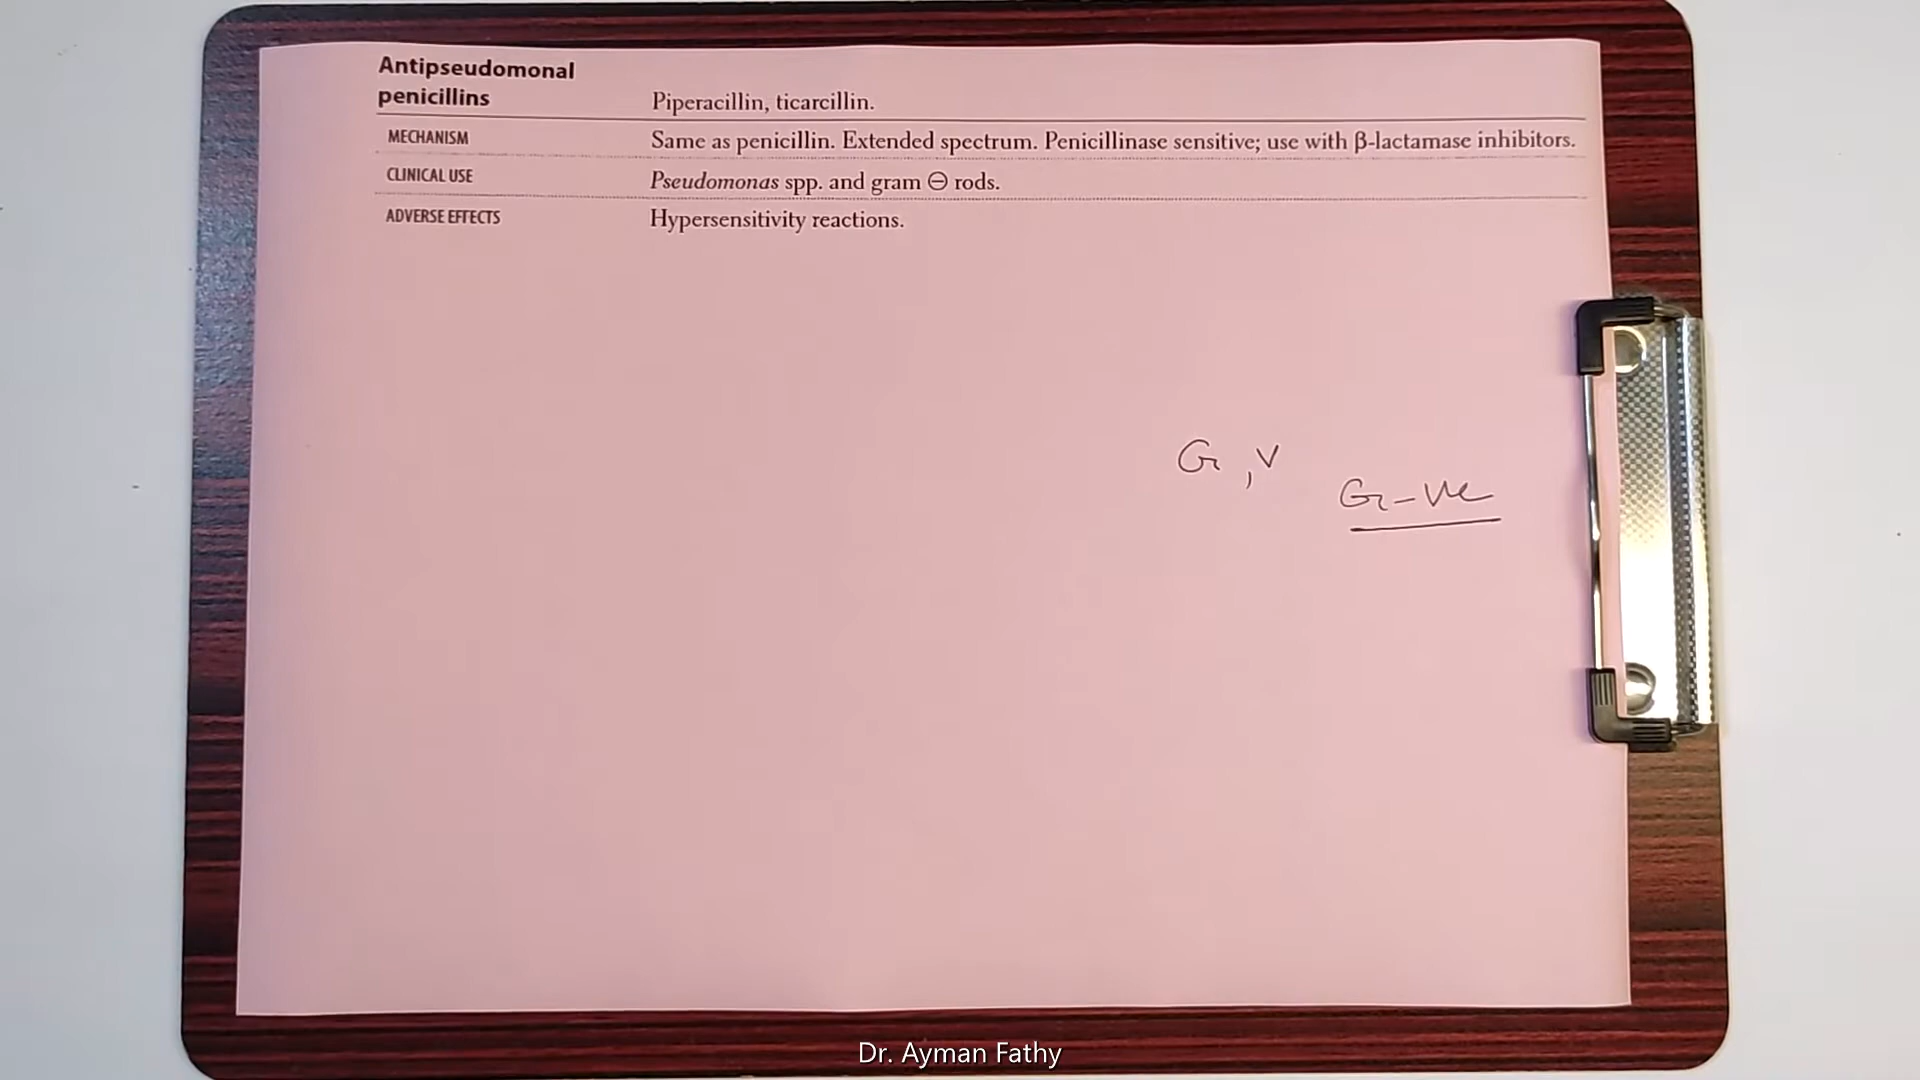 Antipseudomonal
penicillins Piperacillin, ticarcillin.
MECHANISM Same as penicillin. Extended spectrum. Penicillinase sensitive; use with β-lactamase inhibitors.
CLINICAL USE Pseudomonas spp. and gram ⊖ rods.
ADVERSE EFFECTS Hypersensitivity reactions.
G , V
G-ve
Dr. Ayman Fathy